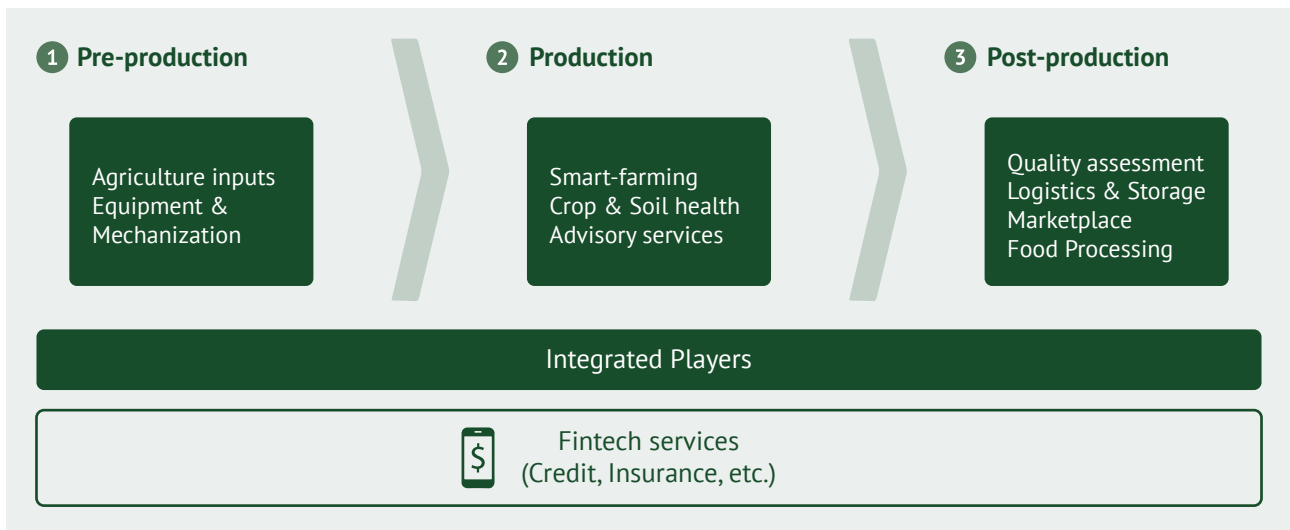 1 Pre-production
Agriculture inputs
Equipment &
Mechanization
2 Production
Smart-farming
Crop & Soil health
Advisory services
3 Post-production
Quality assessment
Logistics & Storage
Marketplace
Food Processing
Integrated Players
$
Fintech services
(Credit, Insurance, etc.)